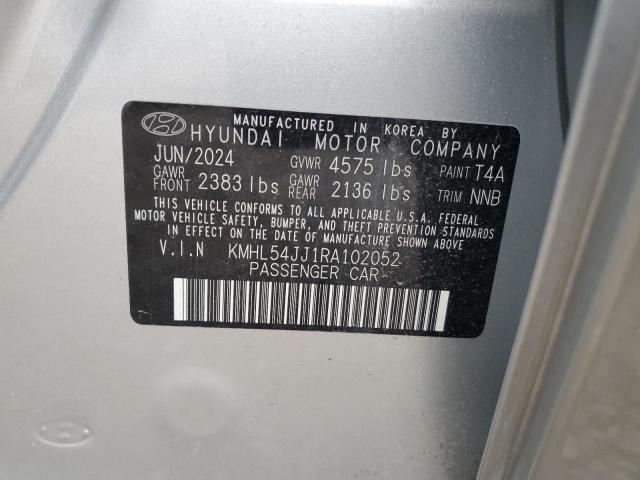 MANUFACTURED IN KOREA BY
HYUNDAI MOTOR COMPANY
JUN/2024 GVWR 4575 lbs PAINT T4A
GAWR FRONT 2383 lbs GAWR REAR 2136 lbs TRIM NNB
THIS VEHICLE CONFORMS TO ALL APPLICABLE U.S.A. FEDERAL
MOTOR VEHICLE SAFETY, BUMPER, AND THEFT PREVENTION STANDARDS
IN EFFECT ON THE DATE OF MANUFACTURE SHOWN ABOVE.
V.I.N KMHL54JJ1RA102052
PASSENGER CAR